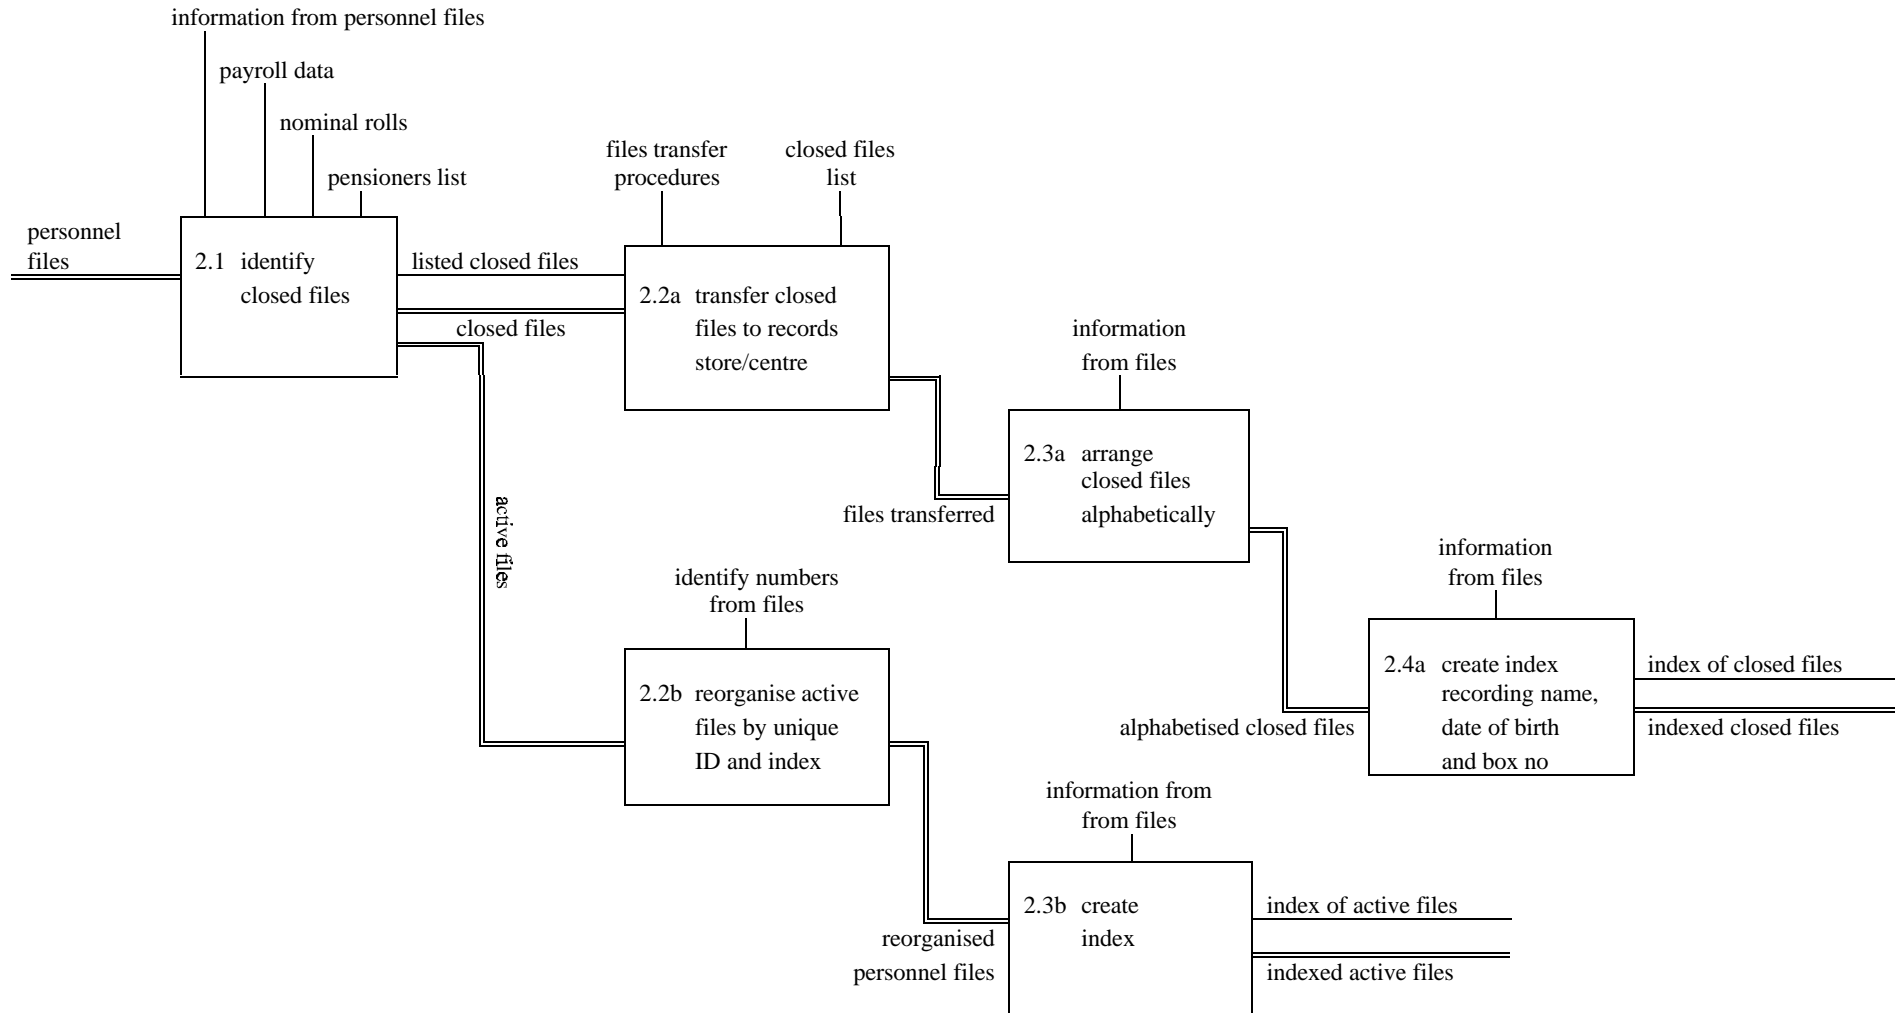 information from personnel files
payroll data
nominal rolls
pensioners list
personnel
files
2.1 identify
closed files
listed closed files
closed files
active files
files transfer
procedures
closed files
list
2.2a transfer closed
files to records
store/centre
files transferred
information
from files
2.3a arrange
closed files
alphabetically
alphabetised closed files
information
from files
2.4a create index
recording name,
date of birth
and box no
index of closed files
indexed closed files
identify numbers
from files
2.2b reorganise active
files by unique
ID and index
reorganised
personnel files
information from
from files
2.3b create
index
index of active files
indexed active files